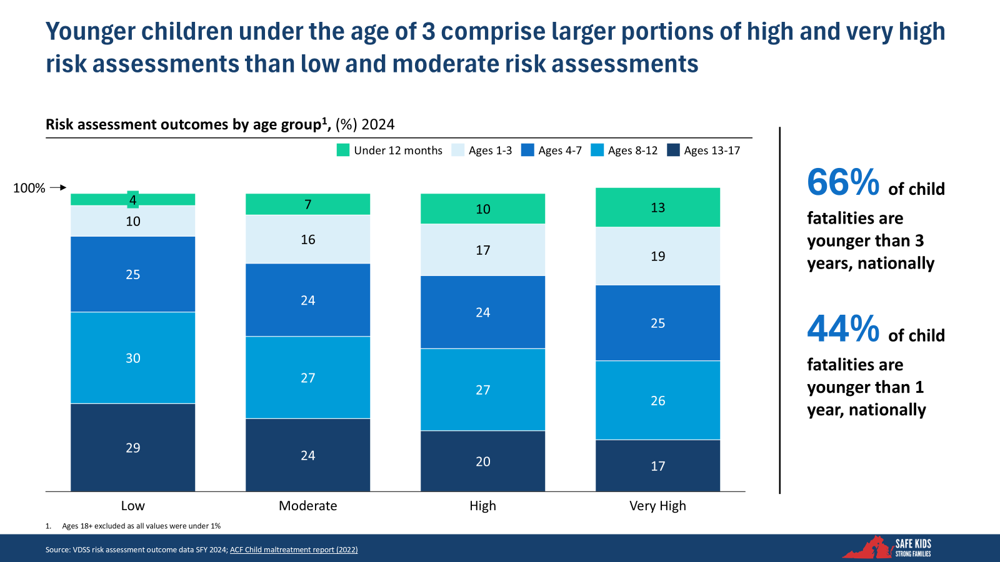 Younger children under the age of 3 comprise larger portions of high and very high
risk assessments than low and moderate risk assessments
Risk assessment outcomes by age group1, (%) 2024
Under 12 months Ages 1-3 Ages 4-7 Ages 8-12 Ages 13-17
100%
4
10
25
30
29
Low
7
16
24
27
24
Moderate
10
17
24
27
20
High
13
19
25
26
17
Very High
66% of child
fatalities are
younger than 3
years, nationally
44% of child
fatalities are
younger than 1
year, nationally
1. Ages 18+ excluded as all values were under 1%
Source: VDSS risk assessment outcome data SFY 2024; ACF Child maltreatment report (2022)
SAFE KIDS
STRONG FAMILIES